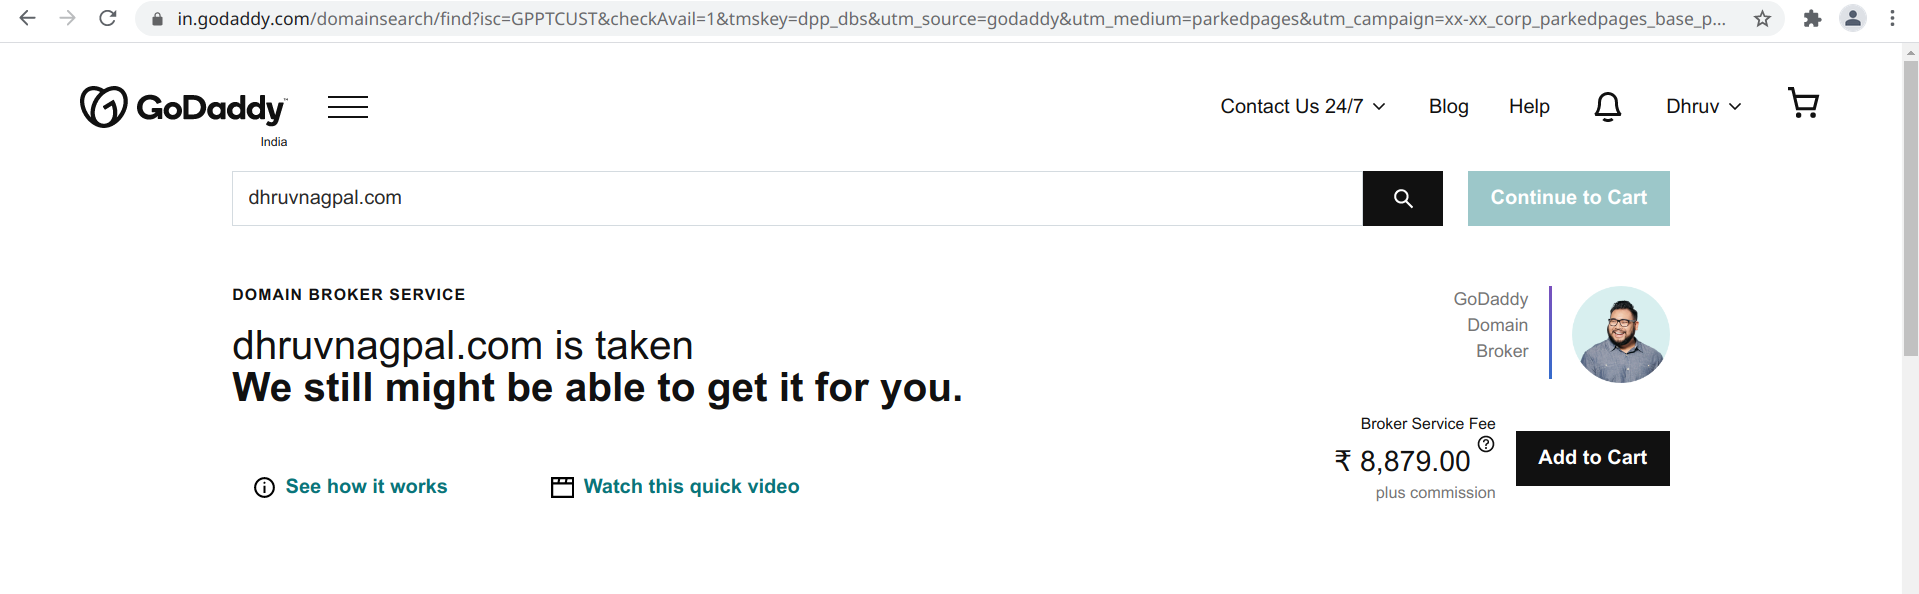 in.godaddy.com/domainsearch/find?isc=GPPTCUST&checkAvail=1&tmskey=dpp_dbs&utm_source=godaddy&utm_medium=parkedpages&utm_campaign=xx-xx_corp_parkedpages_base_p...
GoDaddy™
India
Contact Us 24/7 Blog Help Dhruv
dhruvnagpal.com
Continue to Cart
DOMAIN BROKER SERVICE
dhruvnagpal.com is taken
We still might be able to get it for you.
GoDaddy
Domain
Broker
Broker Service Fee
₹ 8,879.00
plus commission
Add to Cart
See how it works
Watch this quick video